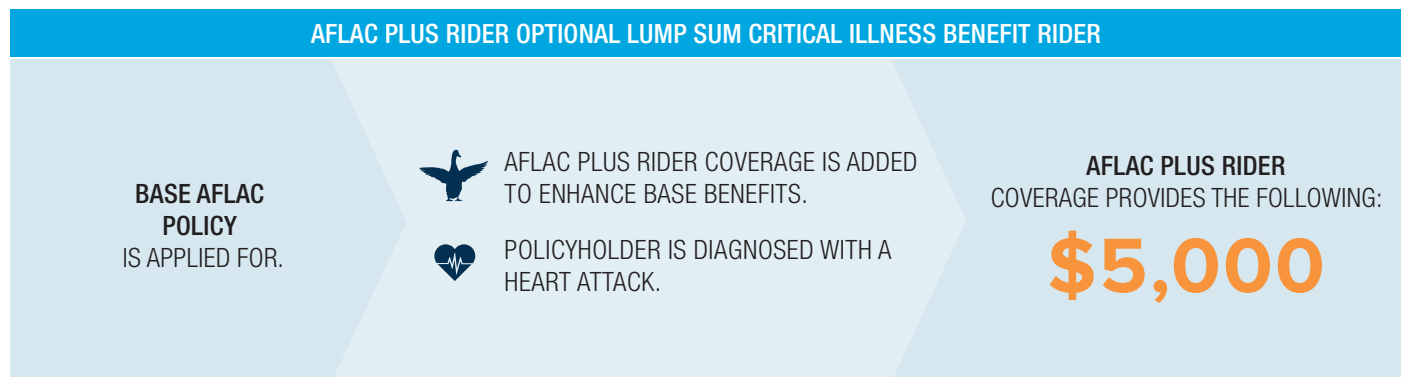 AFLAC PLUS RIDER OPTIONAL LUMP SUM CRITICAL ILLNESS BENEFIT RIDER
BASE AFLAC
POLICY
IS APPLIED FOR.
AFLAC PLUS RIDER COVERAGE IS ADDED
TO ENHANCE BASE BENEFITS.
POLICYHOLDER IS DIAGNOSED WITH A
HEART ATTACK.
AFLAC PLUS RIDER
COVERAGE PROVIDES THE FOLLOWING:
$5,000